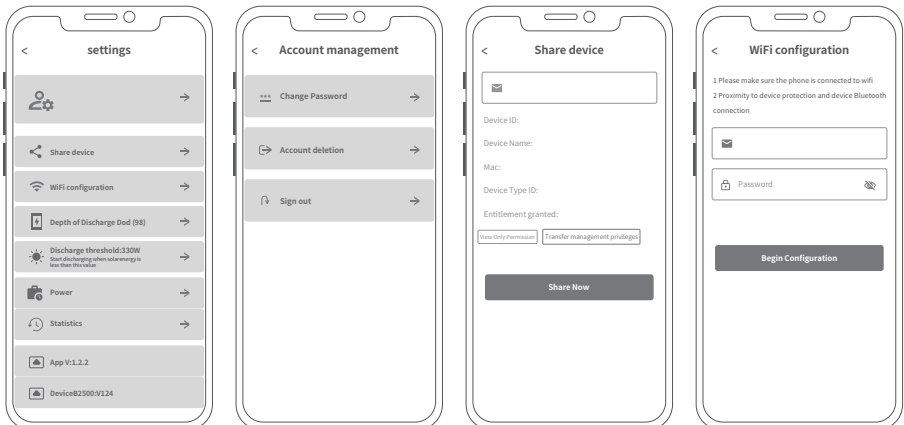 < settings
Share device
WiFi configuration
Depth of Discharge Dod (98)
Discharge threshold:330W
Start discharging when solarenergy is
less than this value
Power
Statistics
App V:1.2.2
DeviceB2500:V124
< Account management
Change Password
Account deletion
Sign out
< Share device
Device ID:
Device Name:
Mac:
Device Type ID:
Entitlement granted:
View Only Permission Transfer management privileges
Share Now
< WiFi configuration
1 Please make sure the phone is connected to wifi
2 Proximity to device protection and device Bluetooth
connection
Password
Begin Configuration